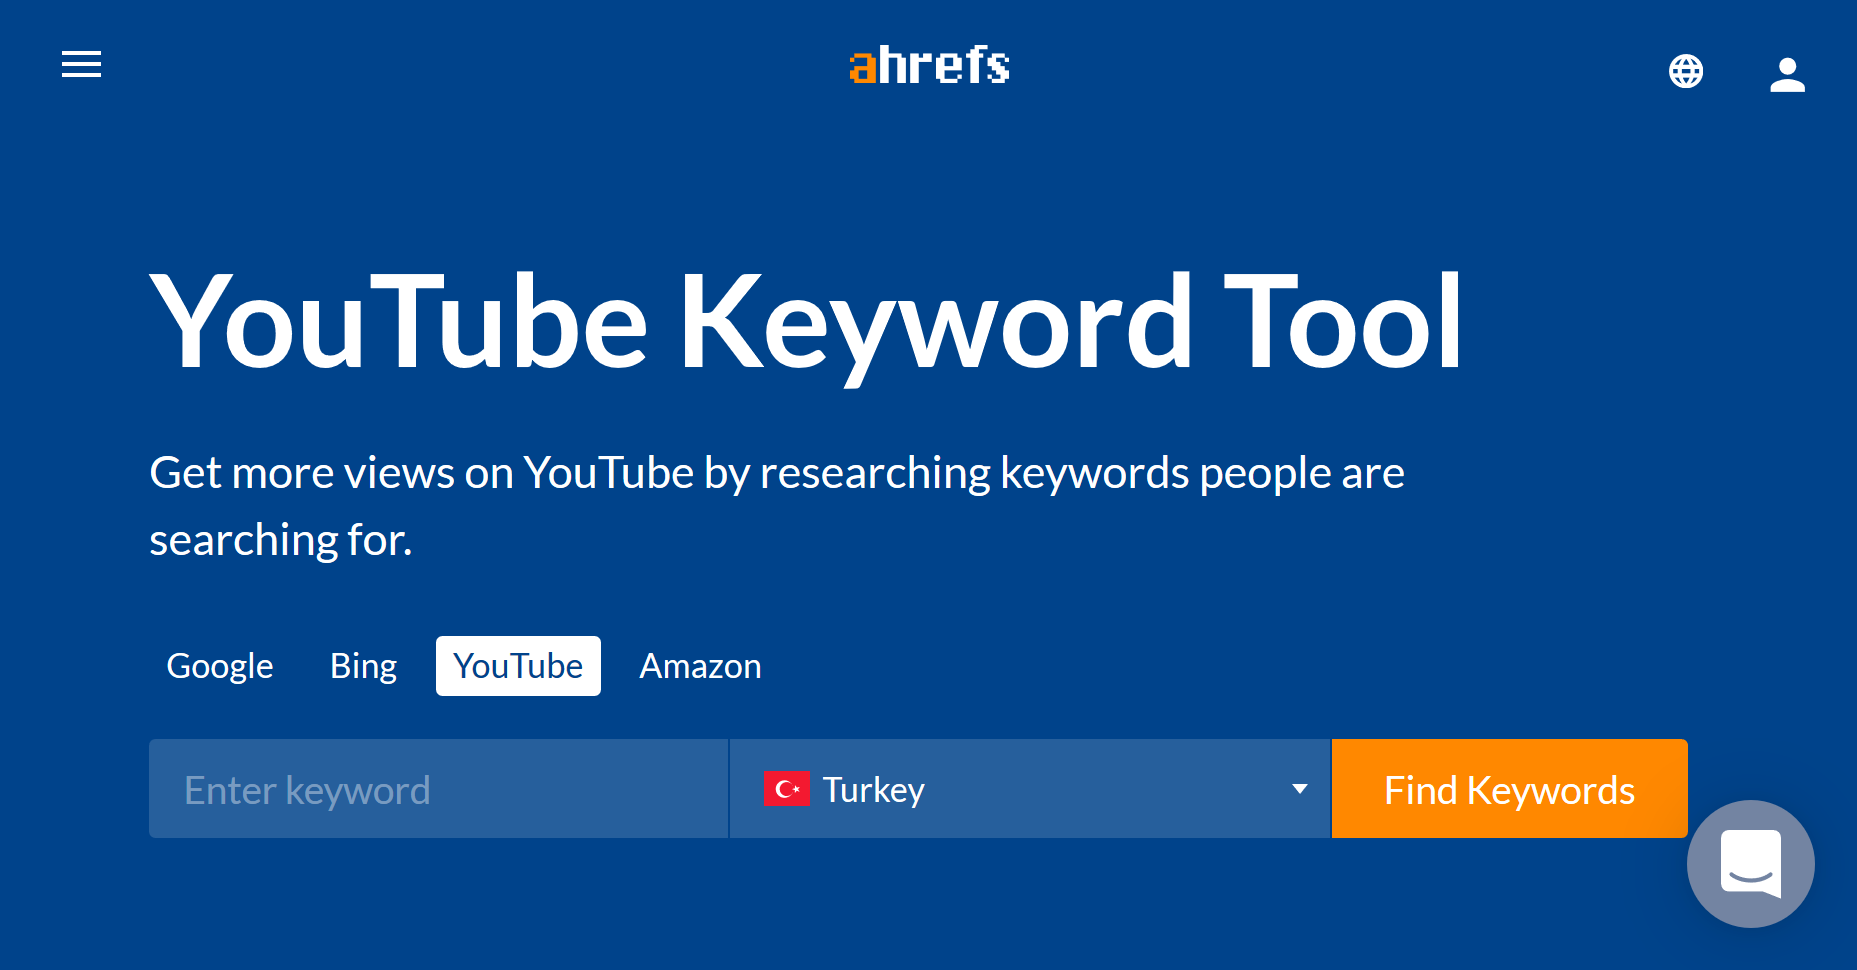 ahrefs
YouTube Keyword Tool
Get more views on YouTube by researching keywords people are
searching for.
Google Bing YouTube Amazon
Enter keyword Turkey Find Keywords